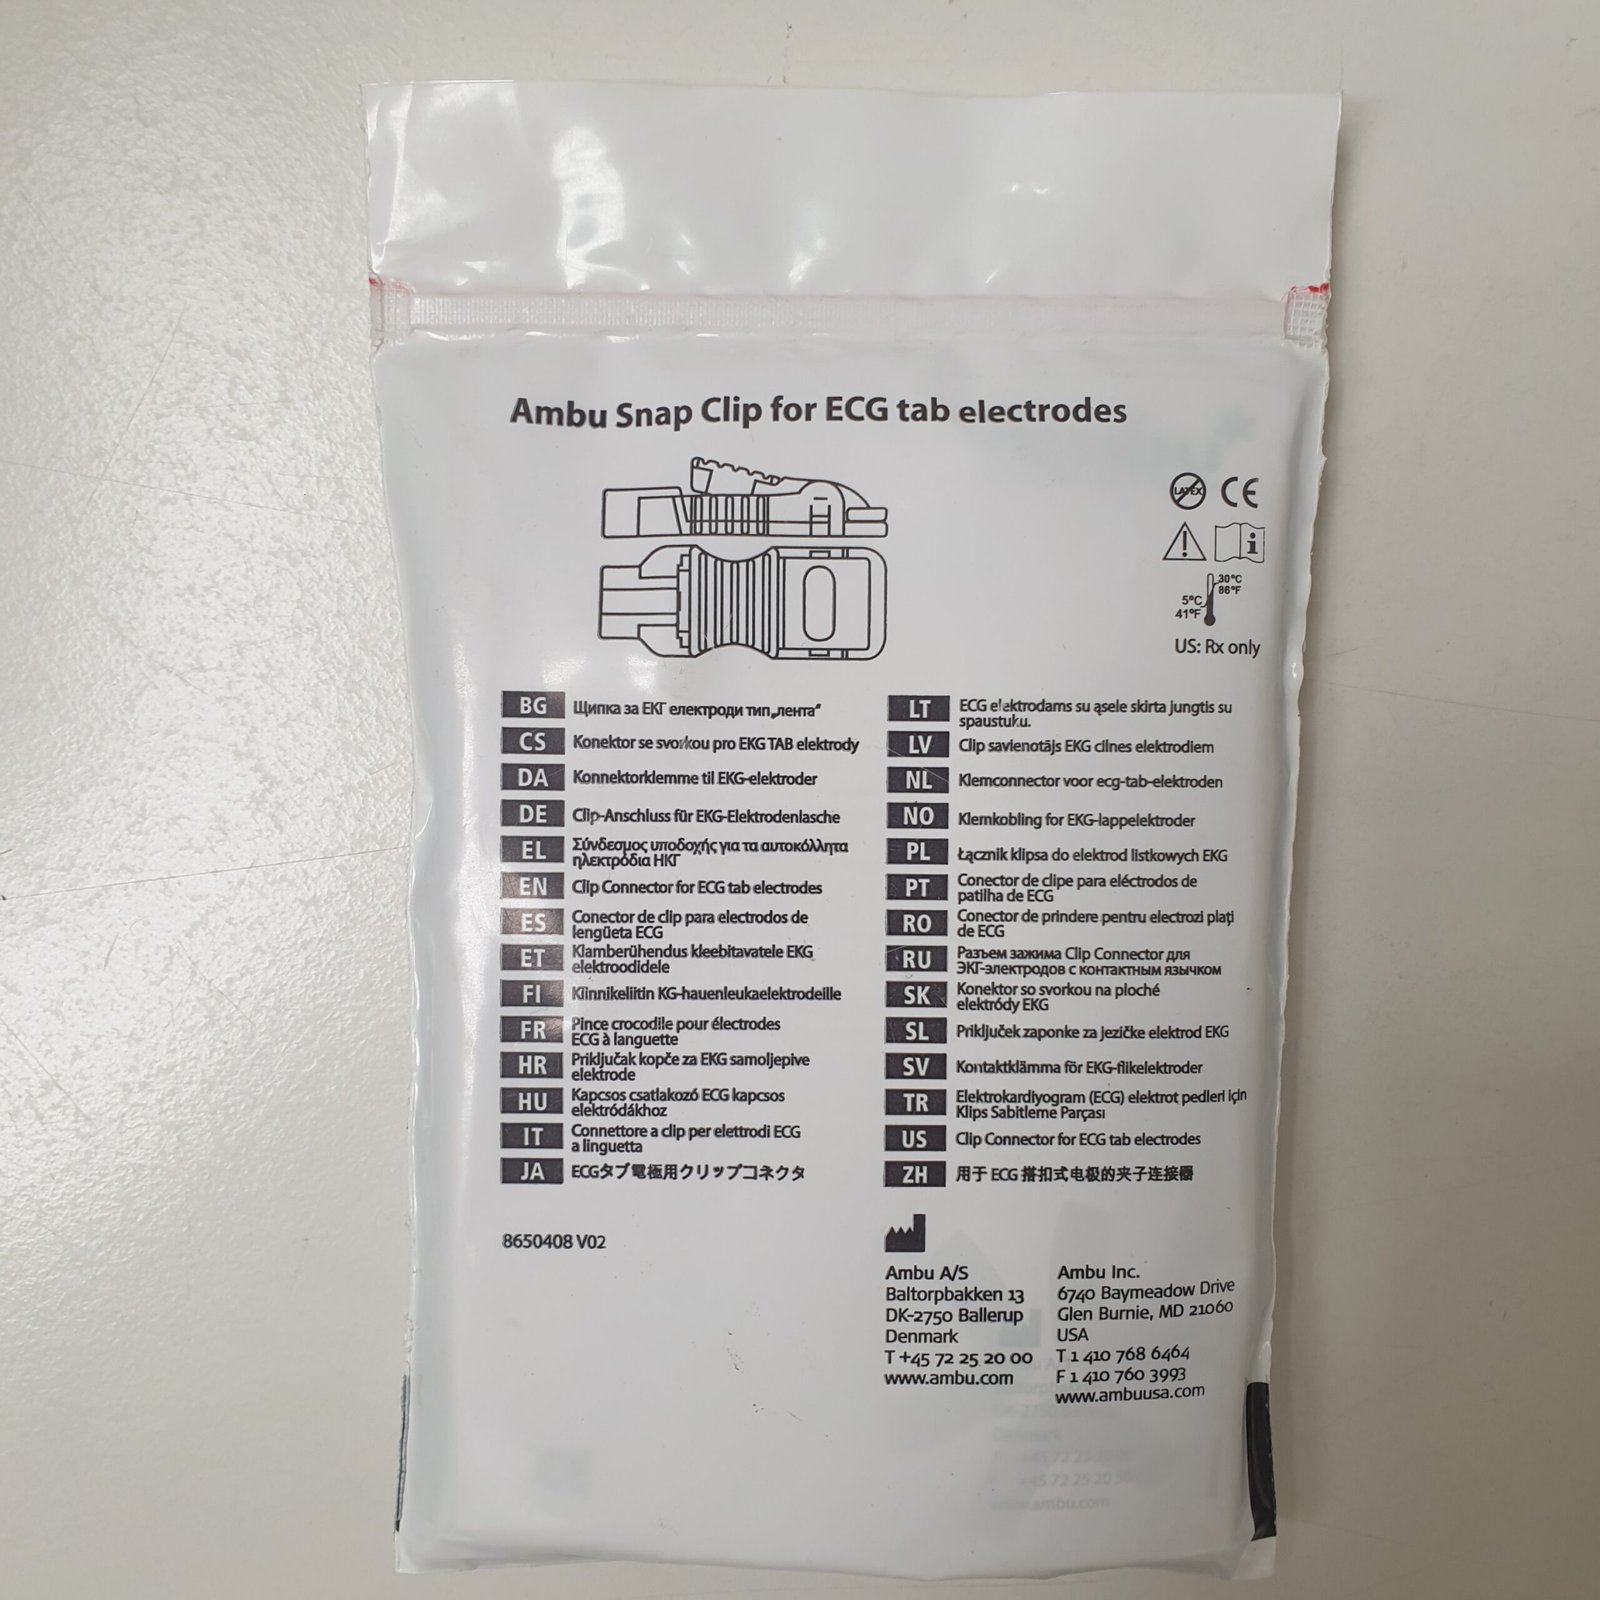 Ambu Snap Clip for ECG tab electrodes
LATEX
CE
30°C
86°F
5°C
41°F
US: Rx only
BG Щипка за ЕКГ електроди тип„лента“
CS Konektor se svorkou pro EKG TAB elektrody
DA Konnektorklemme til EKG-elektroder
DE Clip-Anschluss für EKG-Elektrodenlasche
EL Σύνδεσμος υποδοχής για τα αυτοκόλλητα
ηλεκτρόδια ΗΚΓ
EN Clip Connector for ECG tab electrodes
ES Conector de clip para electrodos de
lengüeta ECG
ET Klamberühendus kleebitavatele EKG
elektroodidele
FI Kiinnikeliitin KG-hauenleukaelektrodeille
FR Pince crocodile pour électrodes
ECG à languette
HR Priključak kopče za EKG samoljepive
elektrode
HU Kapcsos csatlakozó ECG kapcsos
elektródákhoz
IT Connettore a clip per elettrodi ECG
a linguetta
JA ECGタブ電極用クリップコネクタ
LT ECG elektrodams su ąsele skirta jungtis su
spaustuku.
LV Clip savienotājs EKG cilnes elektrodiem
NL Klemconnector voor ecg-tab-elektroden
NO Klemkobling for EKG-lappelektroder
PL Łącznik klipsa do elektrod listkowych EKG
PT Conector de clipe para eléctrodos de
patilha de ECG
RO Conector de prindere pentru electrozi plaţi
de ECG
RU Разъем зажима Clip Connector для
ЭКГ-электродов с контактным язычком
SK Konektor so svorkou na ploché
elektródy EKG
SL Priključek zaponke za jezičke elektrod EKG
SV Kontaktklämma för EKG-flikelektroder
TR Elektrokardiyogram (ECG) elektrot pedleri için
Klips Sabitleme Parçası
US Clip Connector for ECG tab electrodes
ZH 用于 ECG 搭扣式电极的夹子连接器
8650408 V02
Ambu A/S
Baltorpbakken 13
DK-2750 Ballerup
Denmark
T +45 72 25 20 00
www.ambu.com
Ambu Inc.
6740 Baymeadow Drive
Glen Burnie, MD 21060
USA
T 1 410 768 6464
F 1 410 760 3993
www.ambuusa.com